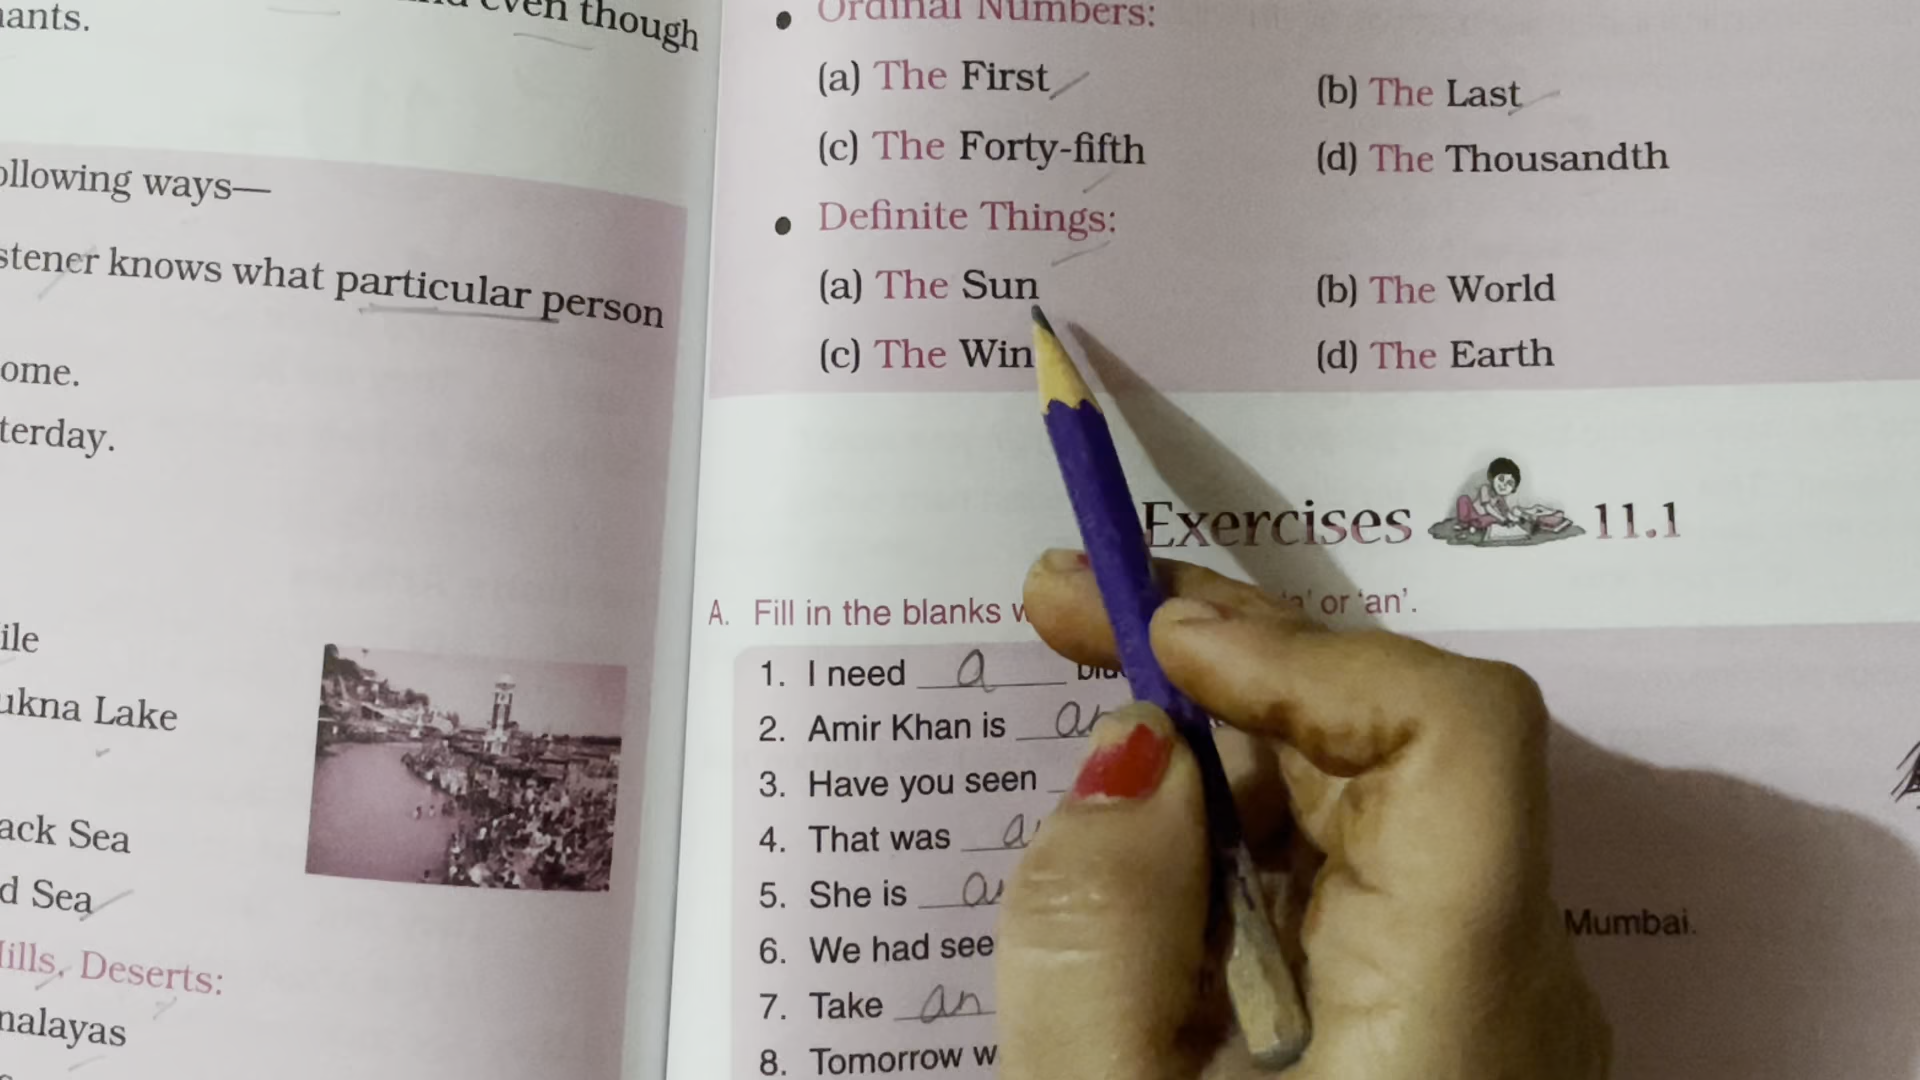 ants.
even though
ollowing ways—
stener knows what particular person
ome.
terday.
ile
ukna Lake
ack Sea
d Sea
ills, Deserts:
nalayas
Ordinal Numbers:
(a) The First
(b) The Last
(c) The Forty-fifth
(d) The Thousandth
Definite Things:
(a) The Sun
(b) The World
(c) The Win
(d) The Earth
Exercises 11.1
A. Fill in the blanks w 'a' or 'an'.
1. I need a
2. Amir Khan is an
3. Have you seen
4. That was a
5. She is an
Mumbai.
6. We had see
7. Take an
8. Tomorrow w